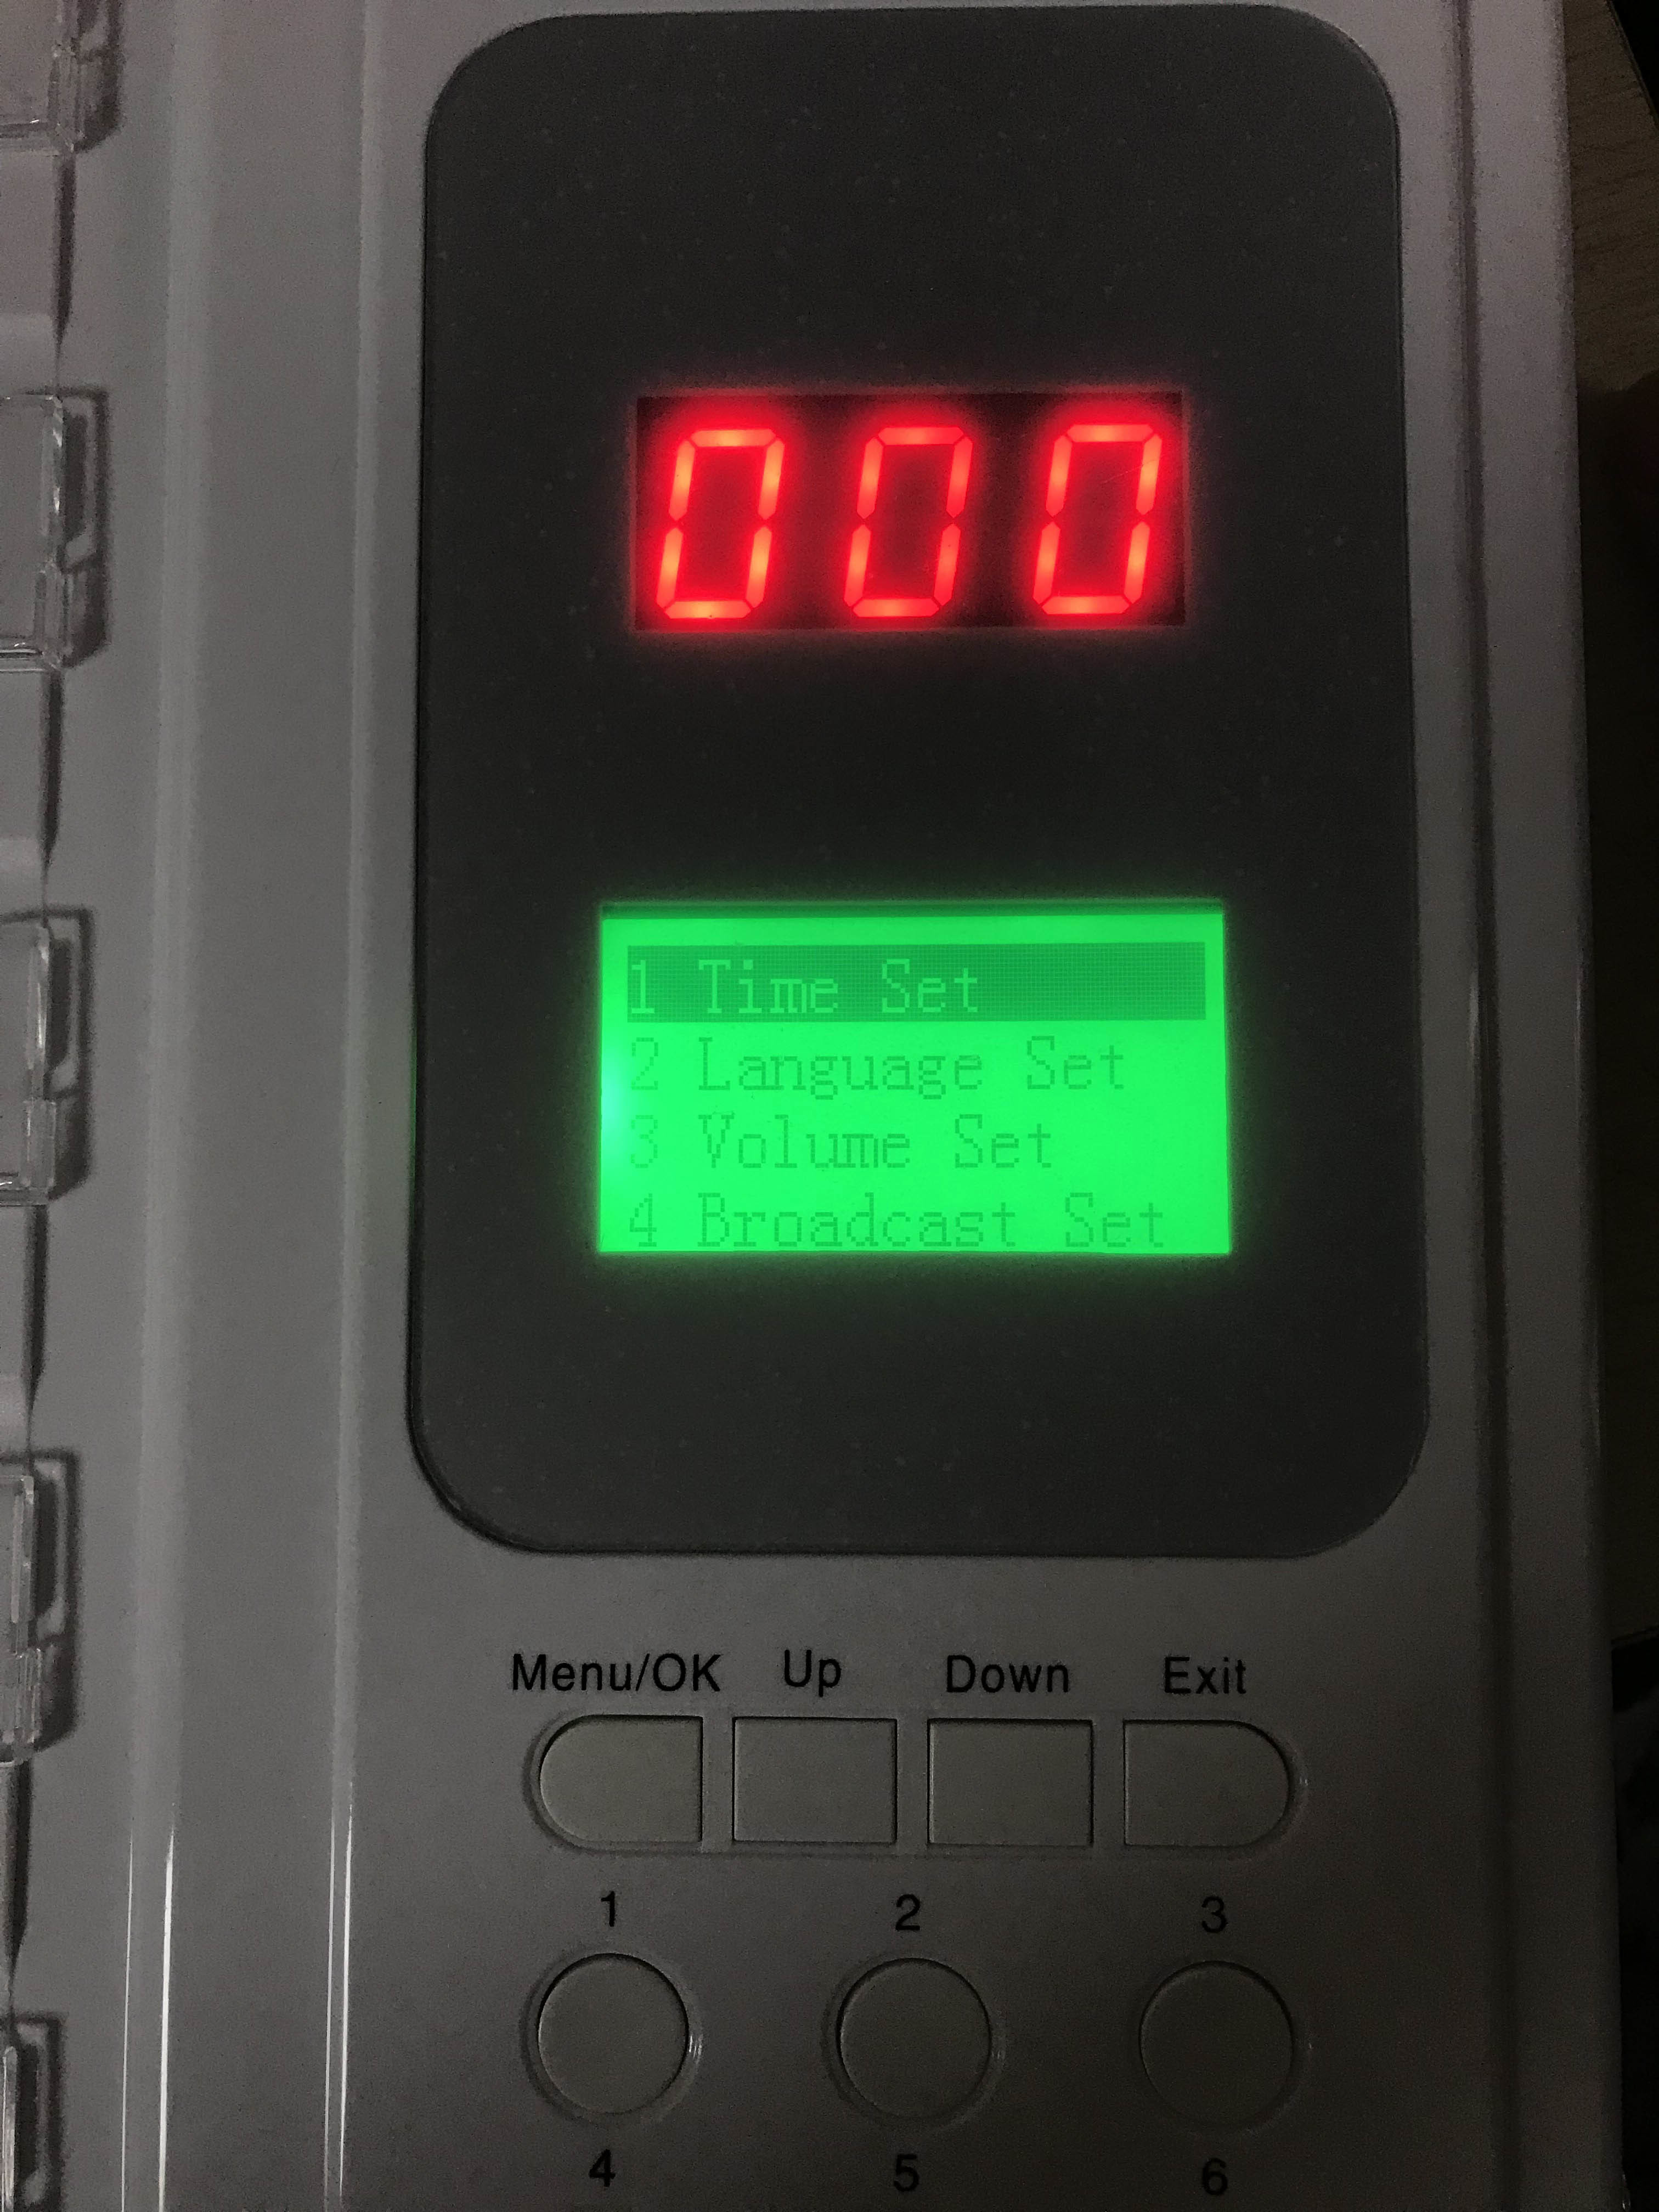 000
1 Time Set
2 Language Set
3 Volume Set
4 Broadcast Set
Menu/OK Up Down Exit
1 2 3
4 5 6